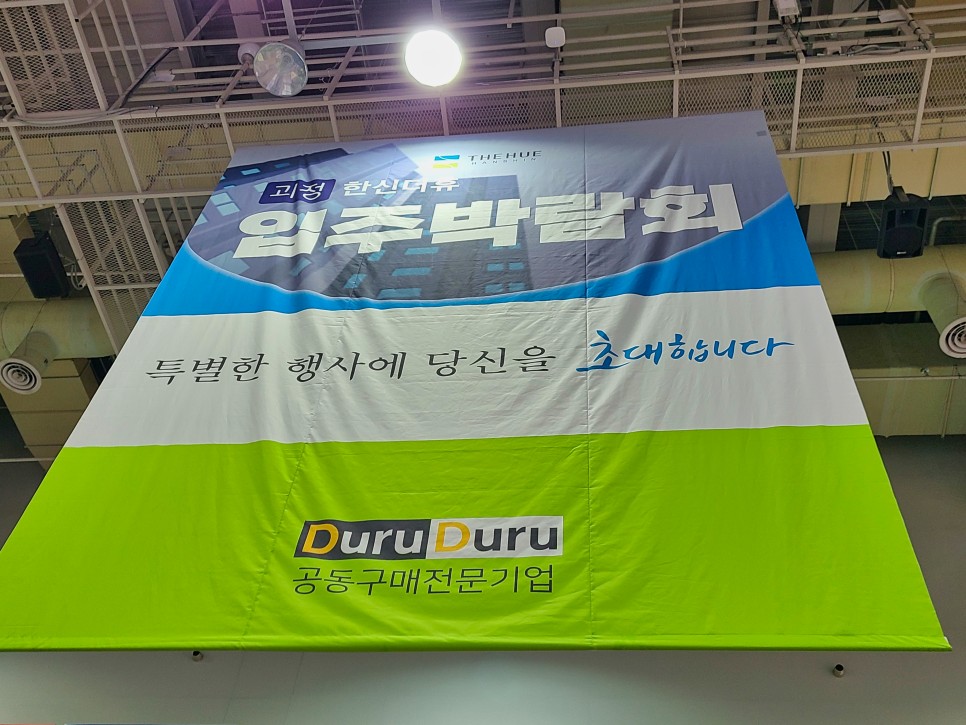 THEHUE
HANSHIN
괴정 한신더휴
입주박람회
특별한 행사에 당신을 초대합니다
DuruDuru
공동구매전문기업